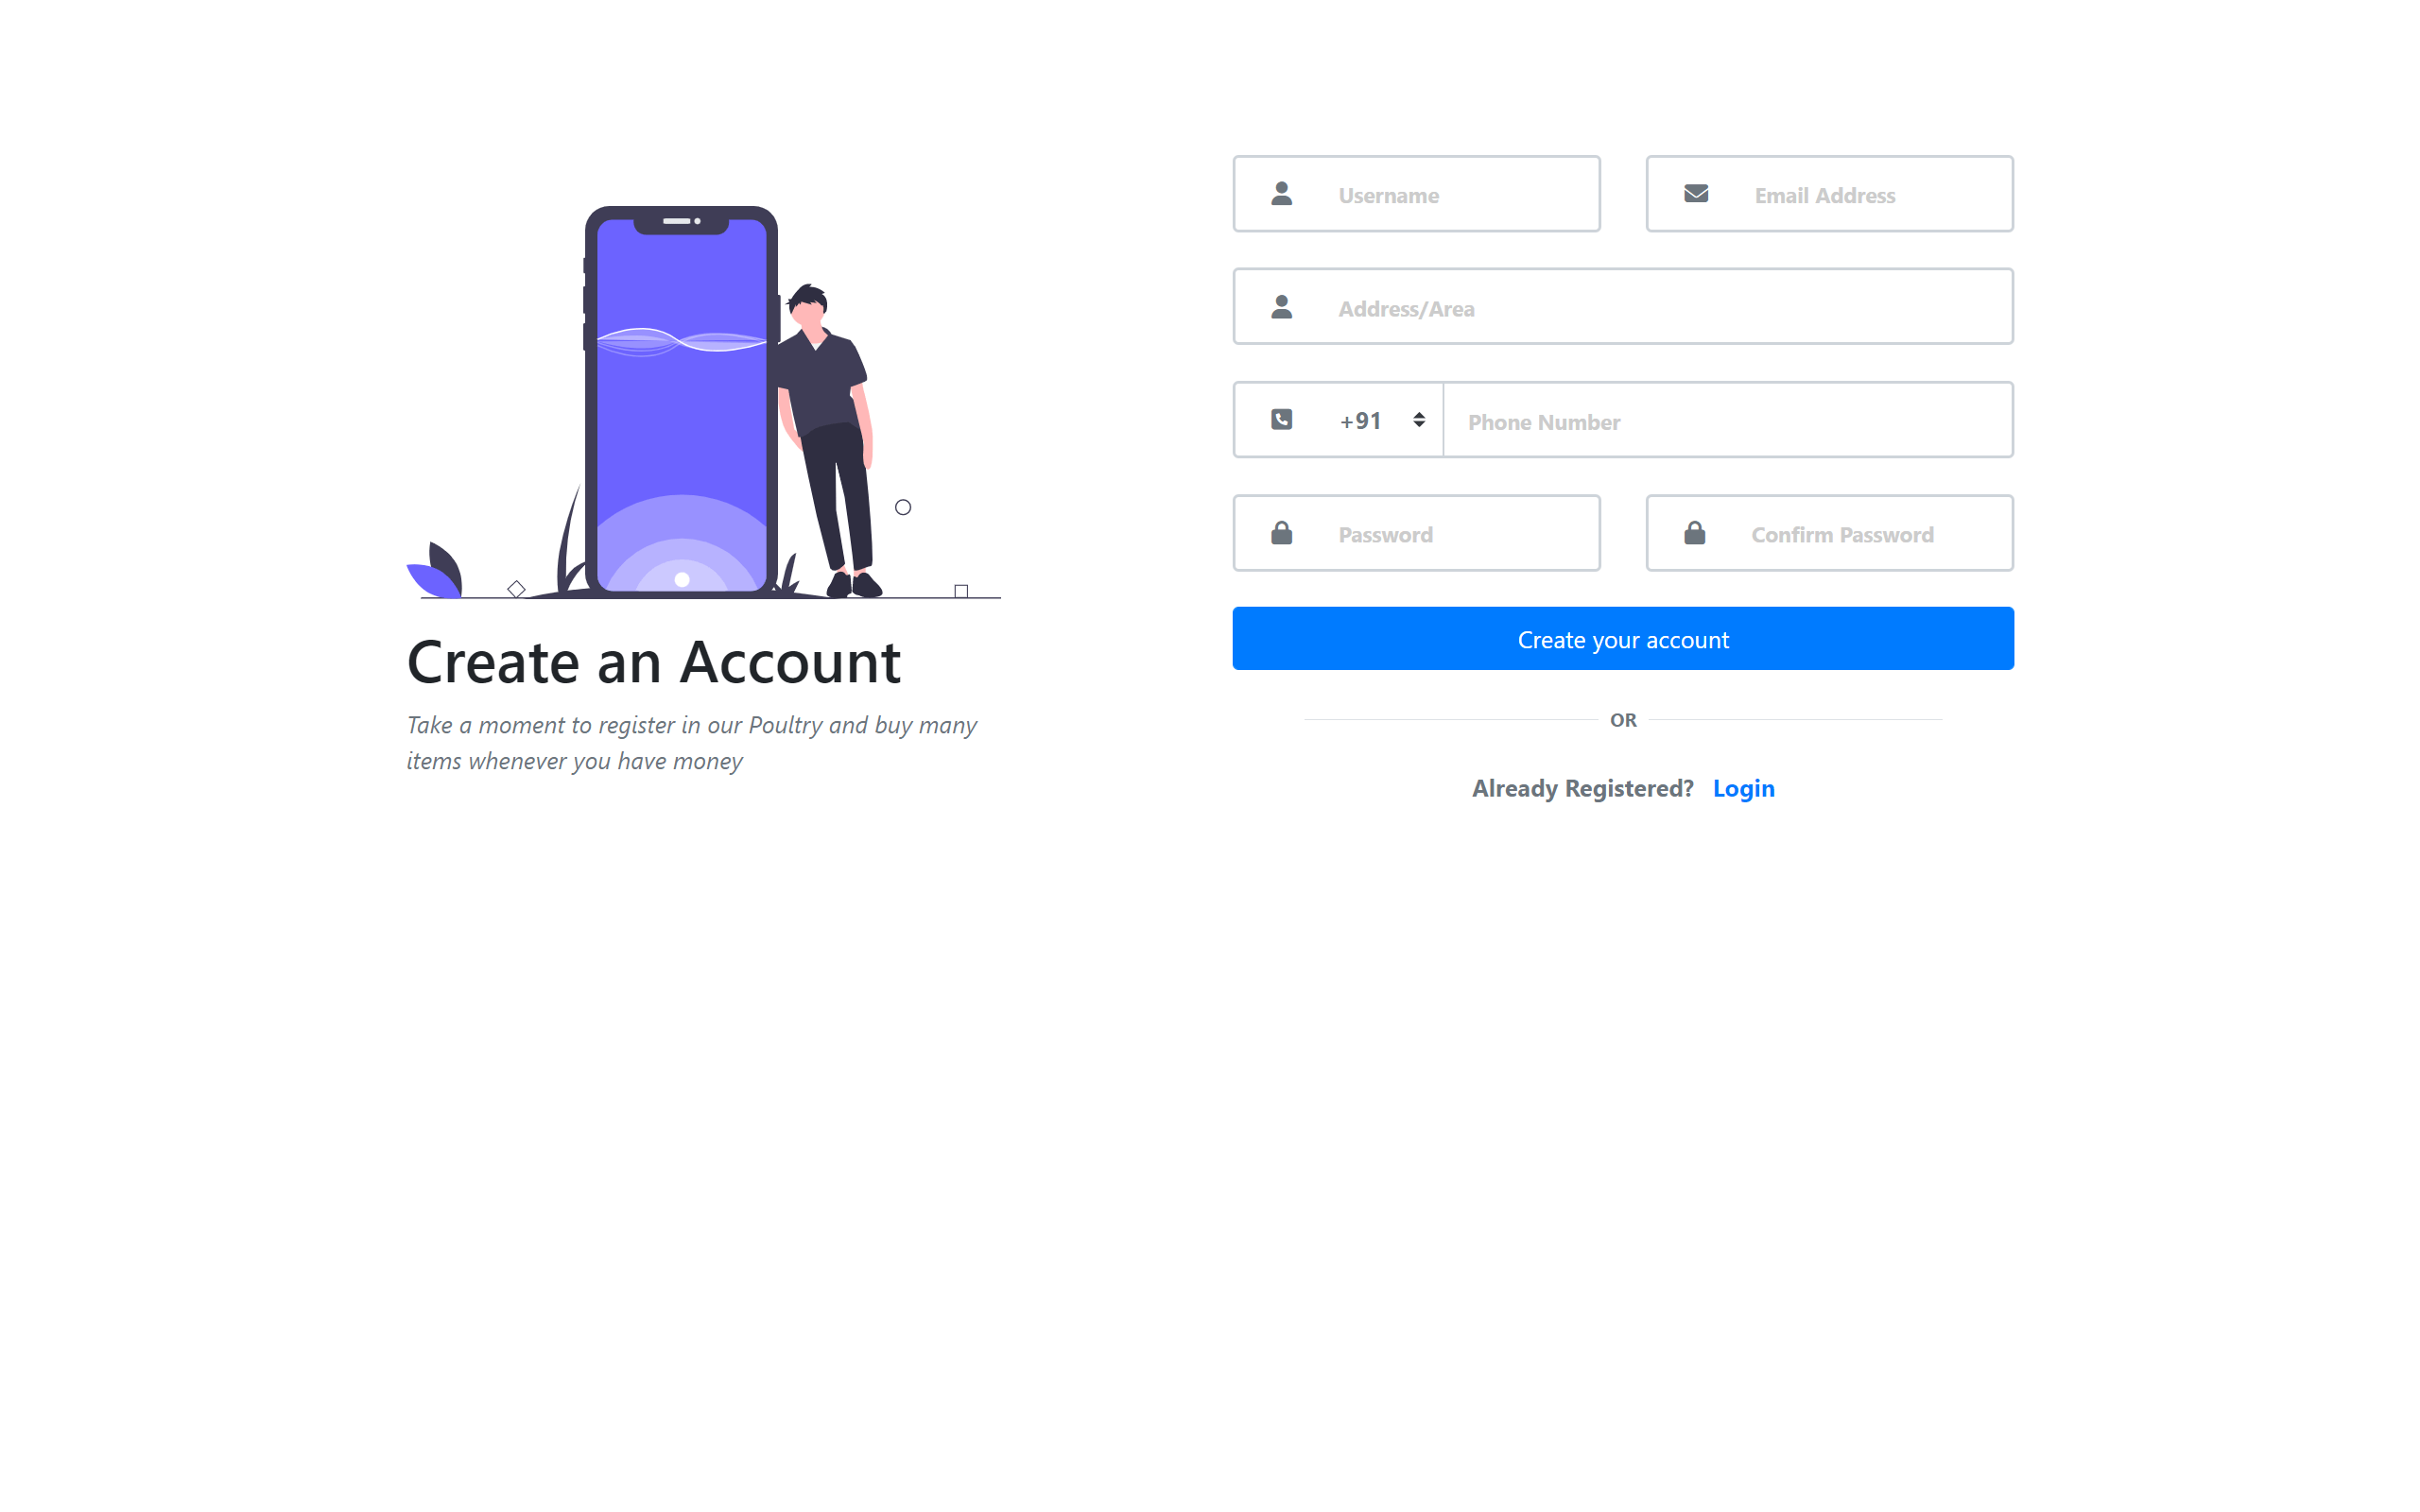 Create an Account
Take a moment to register in our Poultry and buy many
items whenever you have money
Username
Email Address
Address/Area
+91
Phone Number
Password
Confirm Password
Create your account
OR
Already Registered? Login